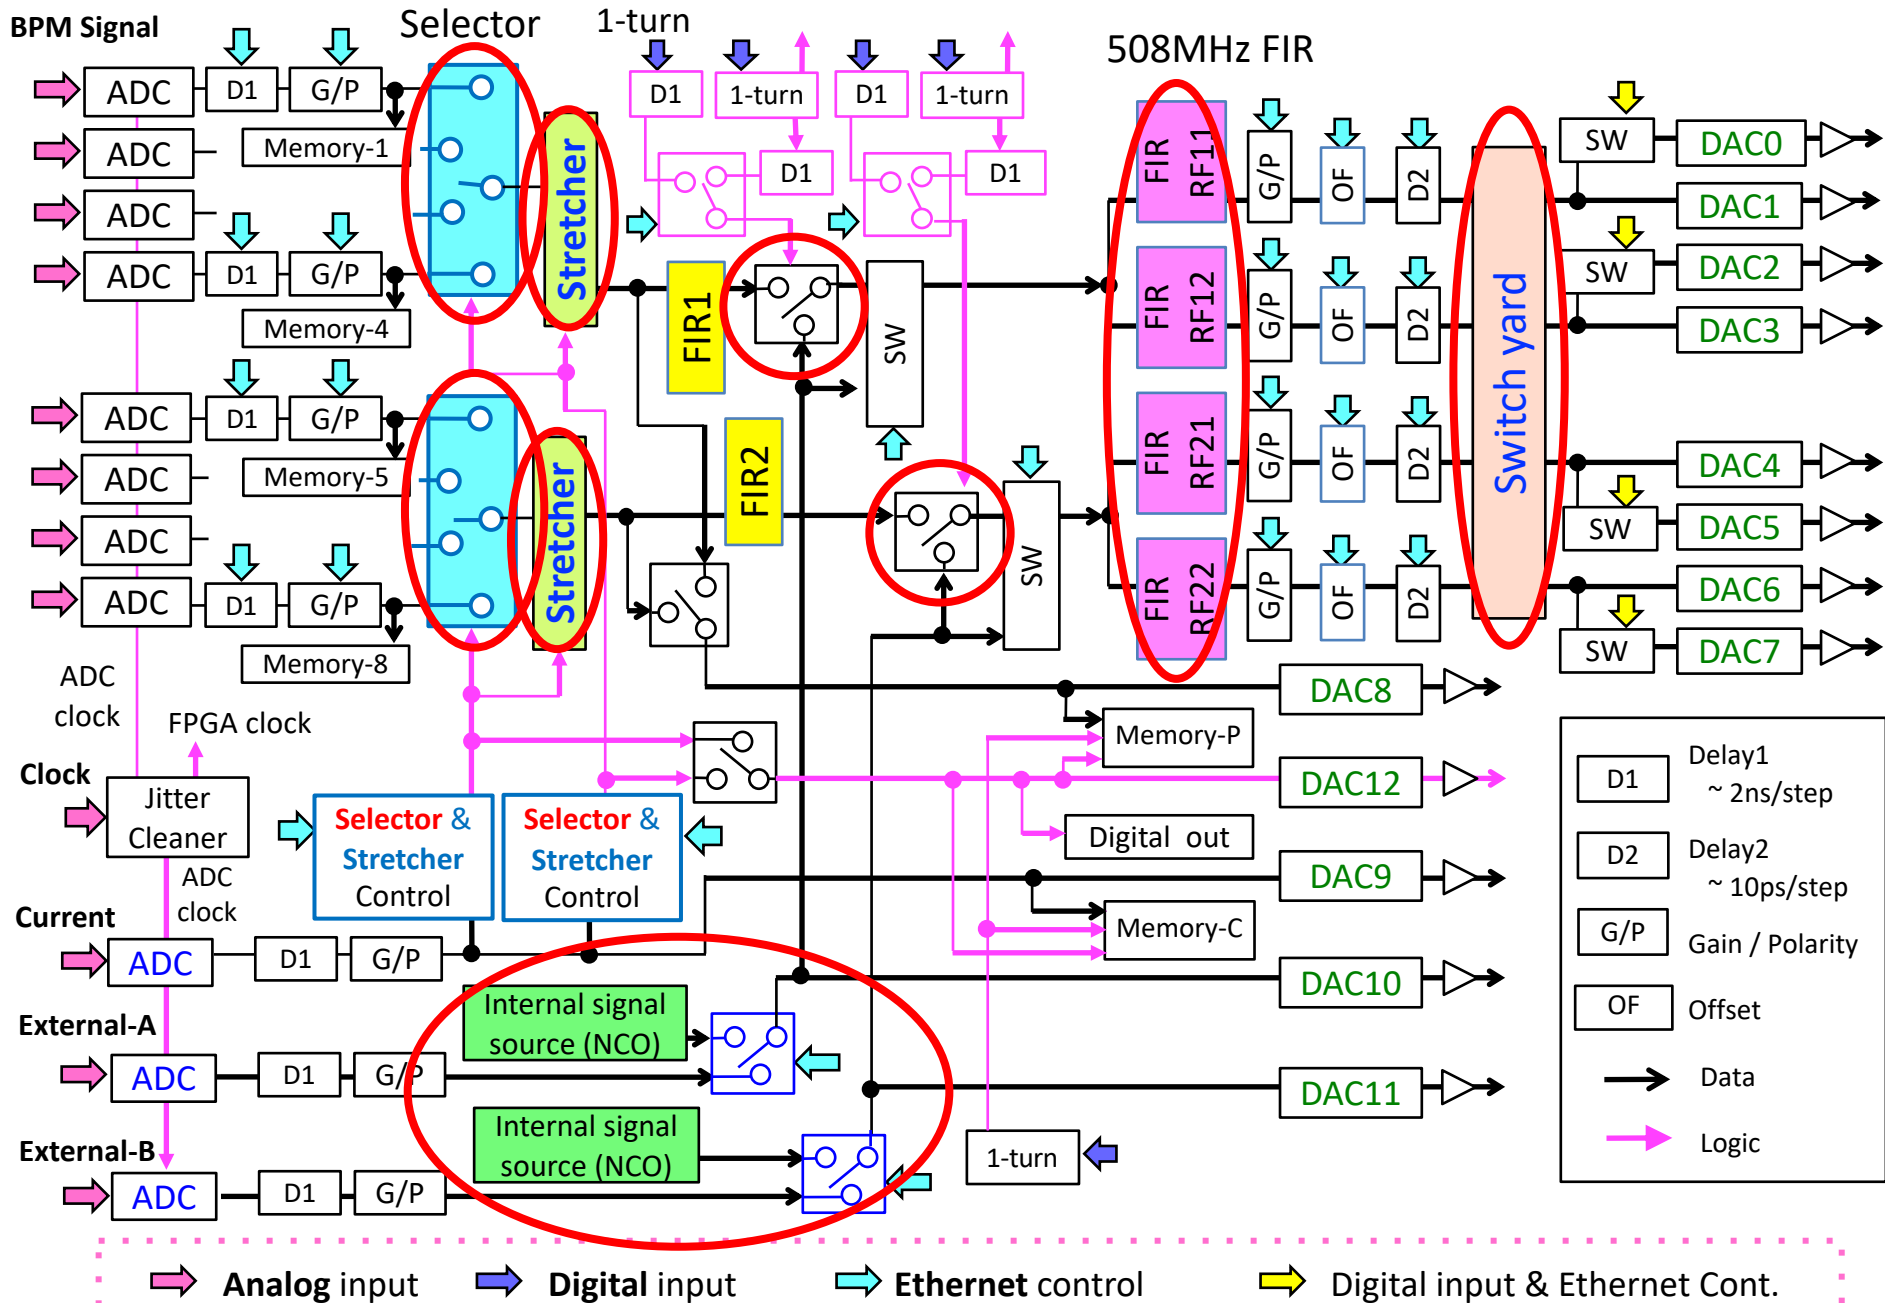 BPM Signal
Selector
1-turn
508MHz FIR
ADC
D1
G/P
Memory-1
ADC
ADC
ADC
D1
G/P
Memory-4
Stretcher
D1
1-turn
D1
D1
1-turn
D1
FIR1
SW
FIR
RF11
G/P
OF
D2
FIR
RF12
G/P
OF
D2
FIR
RF21
G/P
OF
D2
FIR
RF22
G/P
OF
D2
Switch yard
SW
DAC0
DAC1
SW
DAC2
DAC3
DAC4
SW
DAC5
DAC6
SW
DAC7
ADC
D1
G/P
Memory-5
ADC
ADC
ADC
D1
G/P
Memory-8
Stretcher
FIR2
SW
ADC
clock
FPGA clock
Clock
Jitter
Cleaner
ADC
clock
Selector &
Stretcher
Control
Selector &
Stretcher
Control
DAC8
Memory-P
DAC12
Digital out
DAC9
Memory-C
DAC10
DAC11
1-turn
Current
ADC
D1
G/P
External-A
ADC
D1
G/P
Internal signal
source (NCO)
External-B
ADC
D1
G/P
Internal signal
source (NCO)
D1
Delay1
~ 2ns/step
D2
Delay2
~ 10ps/step
G/P
Gain / Polarity
OF
Offset
Data
Logic
Analog input
Digital input
Ethernet control
Digital input & Ethernet Cont.